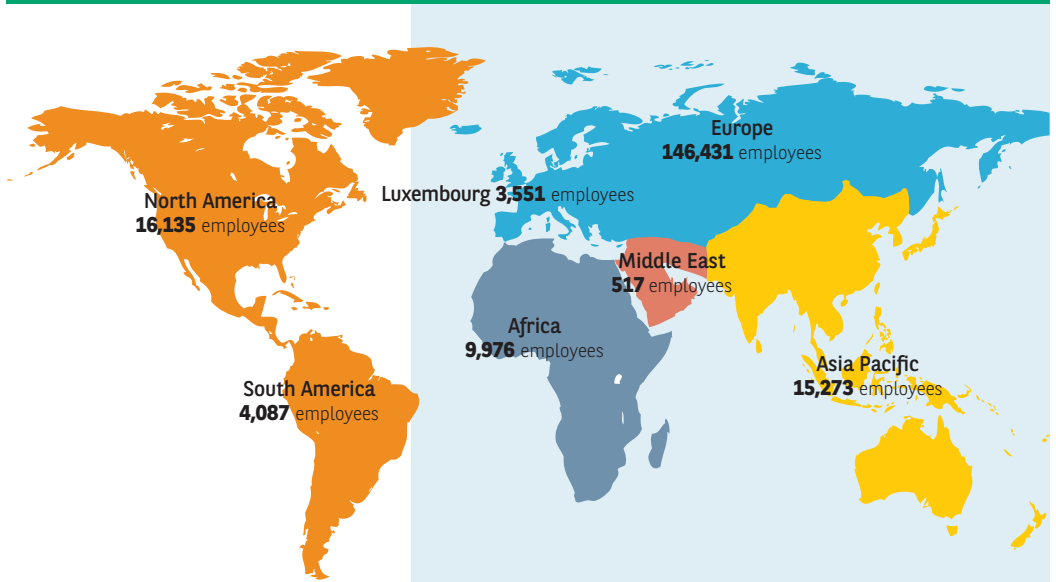 Europe
146,431 employees
Luxembourg 3,551 employees
North America
16,135 employees
Middle East
517 employees
Africa
9,976 employees
Asia Pacific
15,273 employees
South America
4,087 employees